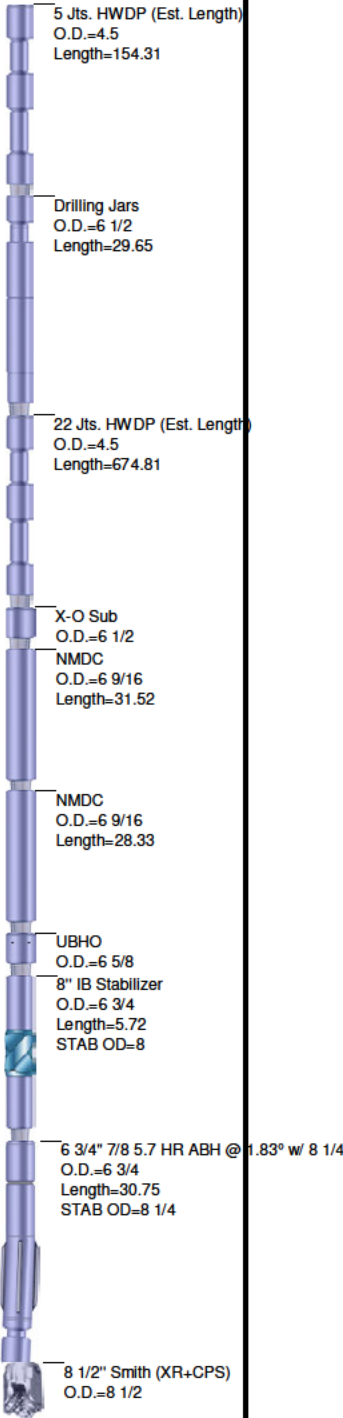 5 Jts. HWDP (Est. Length)
O.D.=4.5
Length=154.31
Drilling Jars
O.D.=6 1/2
Length=29.65
22 Jts. HWDP (Est. Length)
O.D.=4.5
Length=674.81
X-O Sub
O.D.=6 1/2
NMDC
O.D.=6 9/16
Length=31.52
NMDC
O.D.=6 9/16
Length=28.33
UBHO
O.D.=6 5/8
8" IB Stabilizer
O.D.=6 3/4
Length=5.72
STAB OD=8
6 3/4" 7/8 5.7 HR ABH @ 1.83º w/ 8 1/4
O.D.=6 3/4
Length=30.75
STAB OD=8 1/4
8 1/2" Smith (XR+CPS)
O.D.=8 1/2